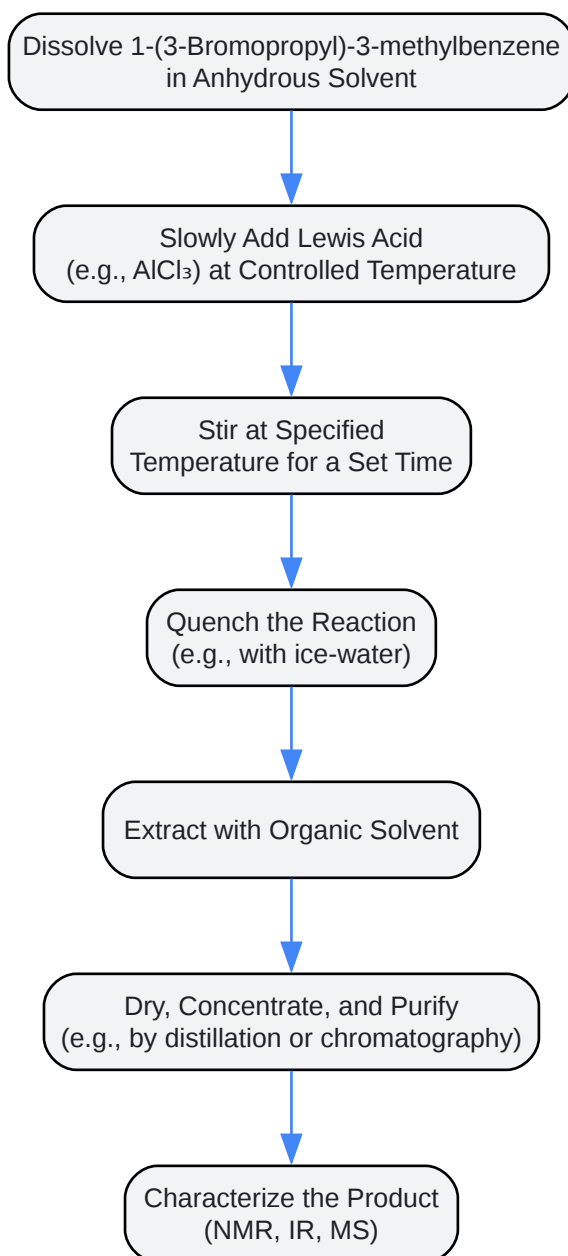 Dissolve 1-(3-Bromopropyl)-3-methylbenzene
in Anhydrous Solvent
Slowly Add Lewis Acid
(e.g., AlCl₃) at Controlled Temperature
Stir at Specified
Temperature for a Set Time
Quench the Reaction
(e.g., with ice-water)
Extract with Organic Solvent
Dry, Concentrate, and Purify
(e.g., by distillation or chromatography)
Characterize the Product
(NMR, IR, MS)